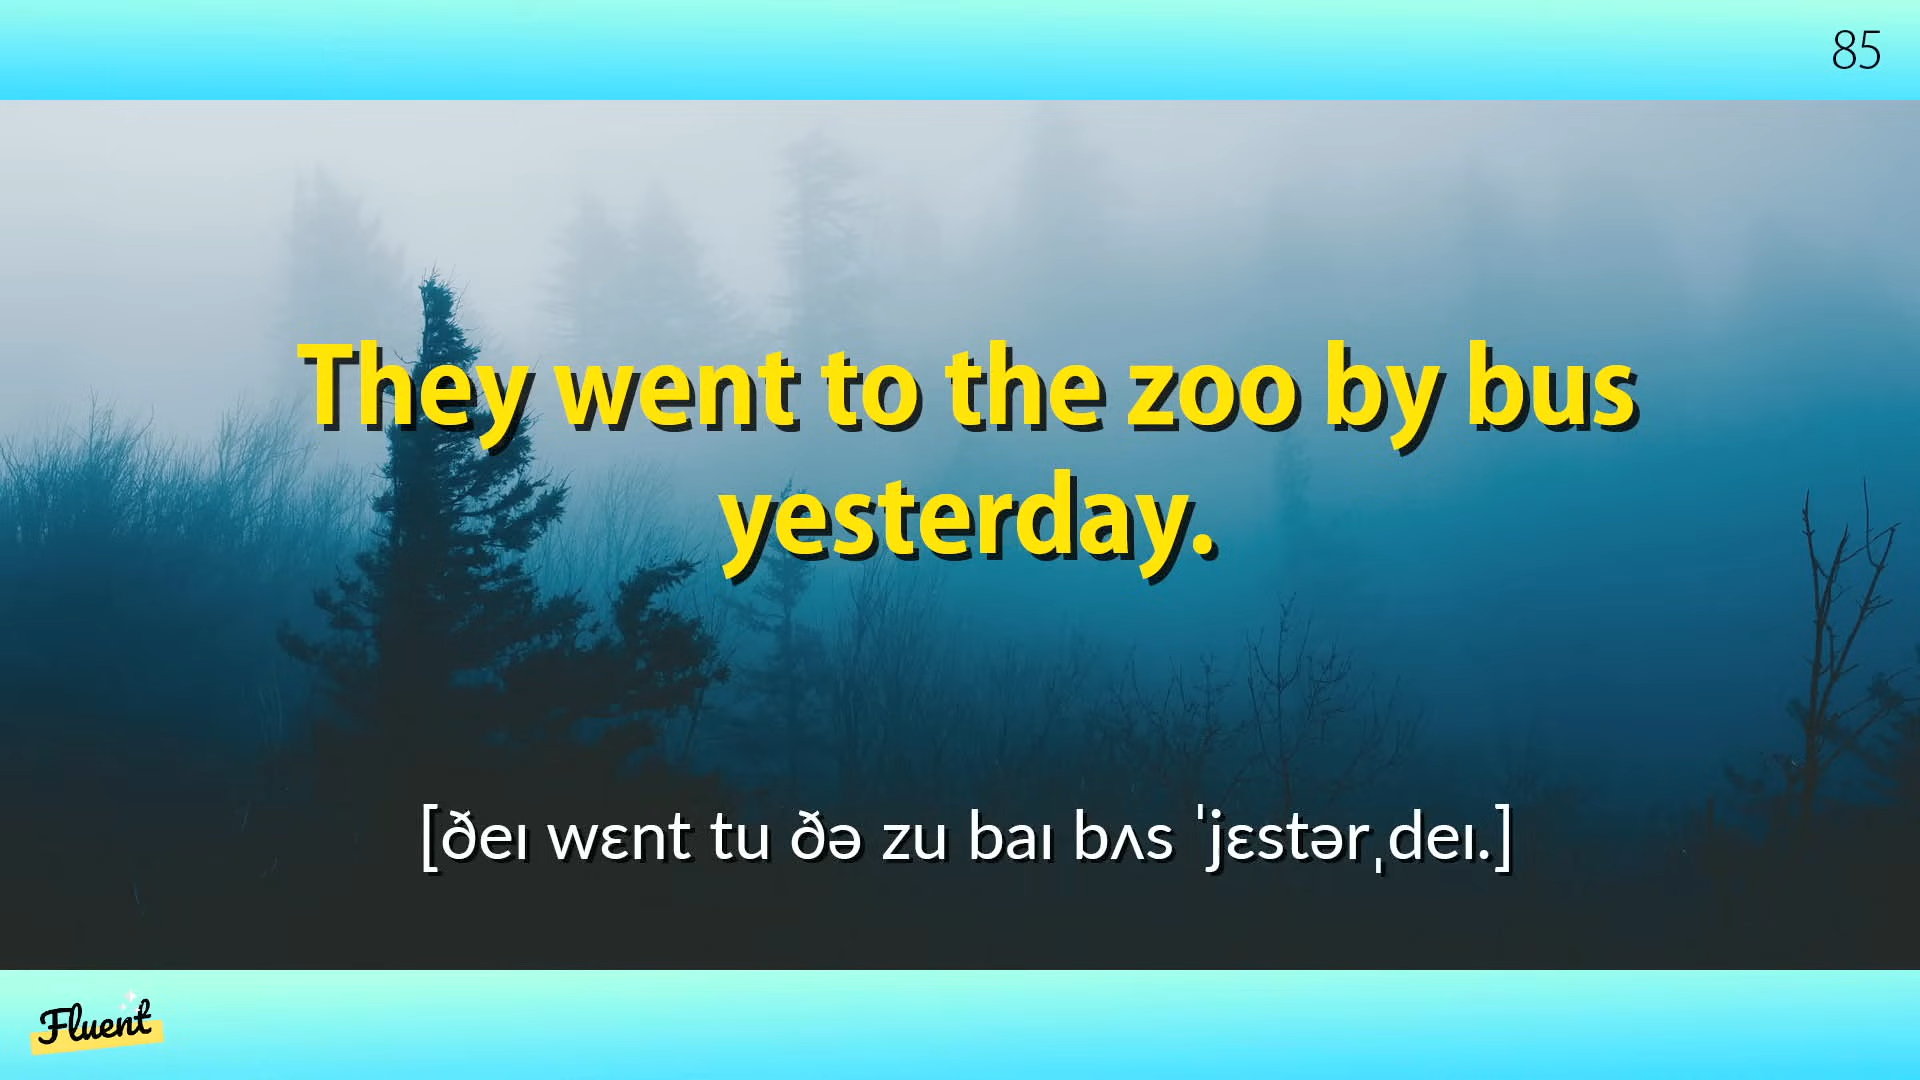 85
They went to the zoo by bus
yesterday.
[ðeɪ wɛnt tu ðə zu baɪ bʌs ˈjɛstərˌdeɪ.]
Fluent